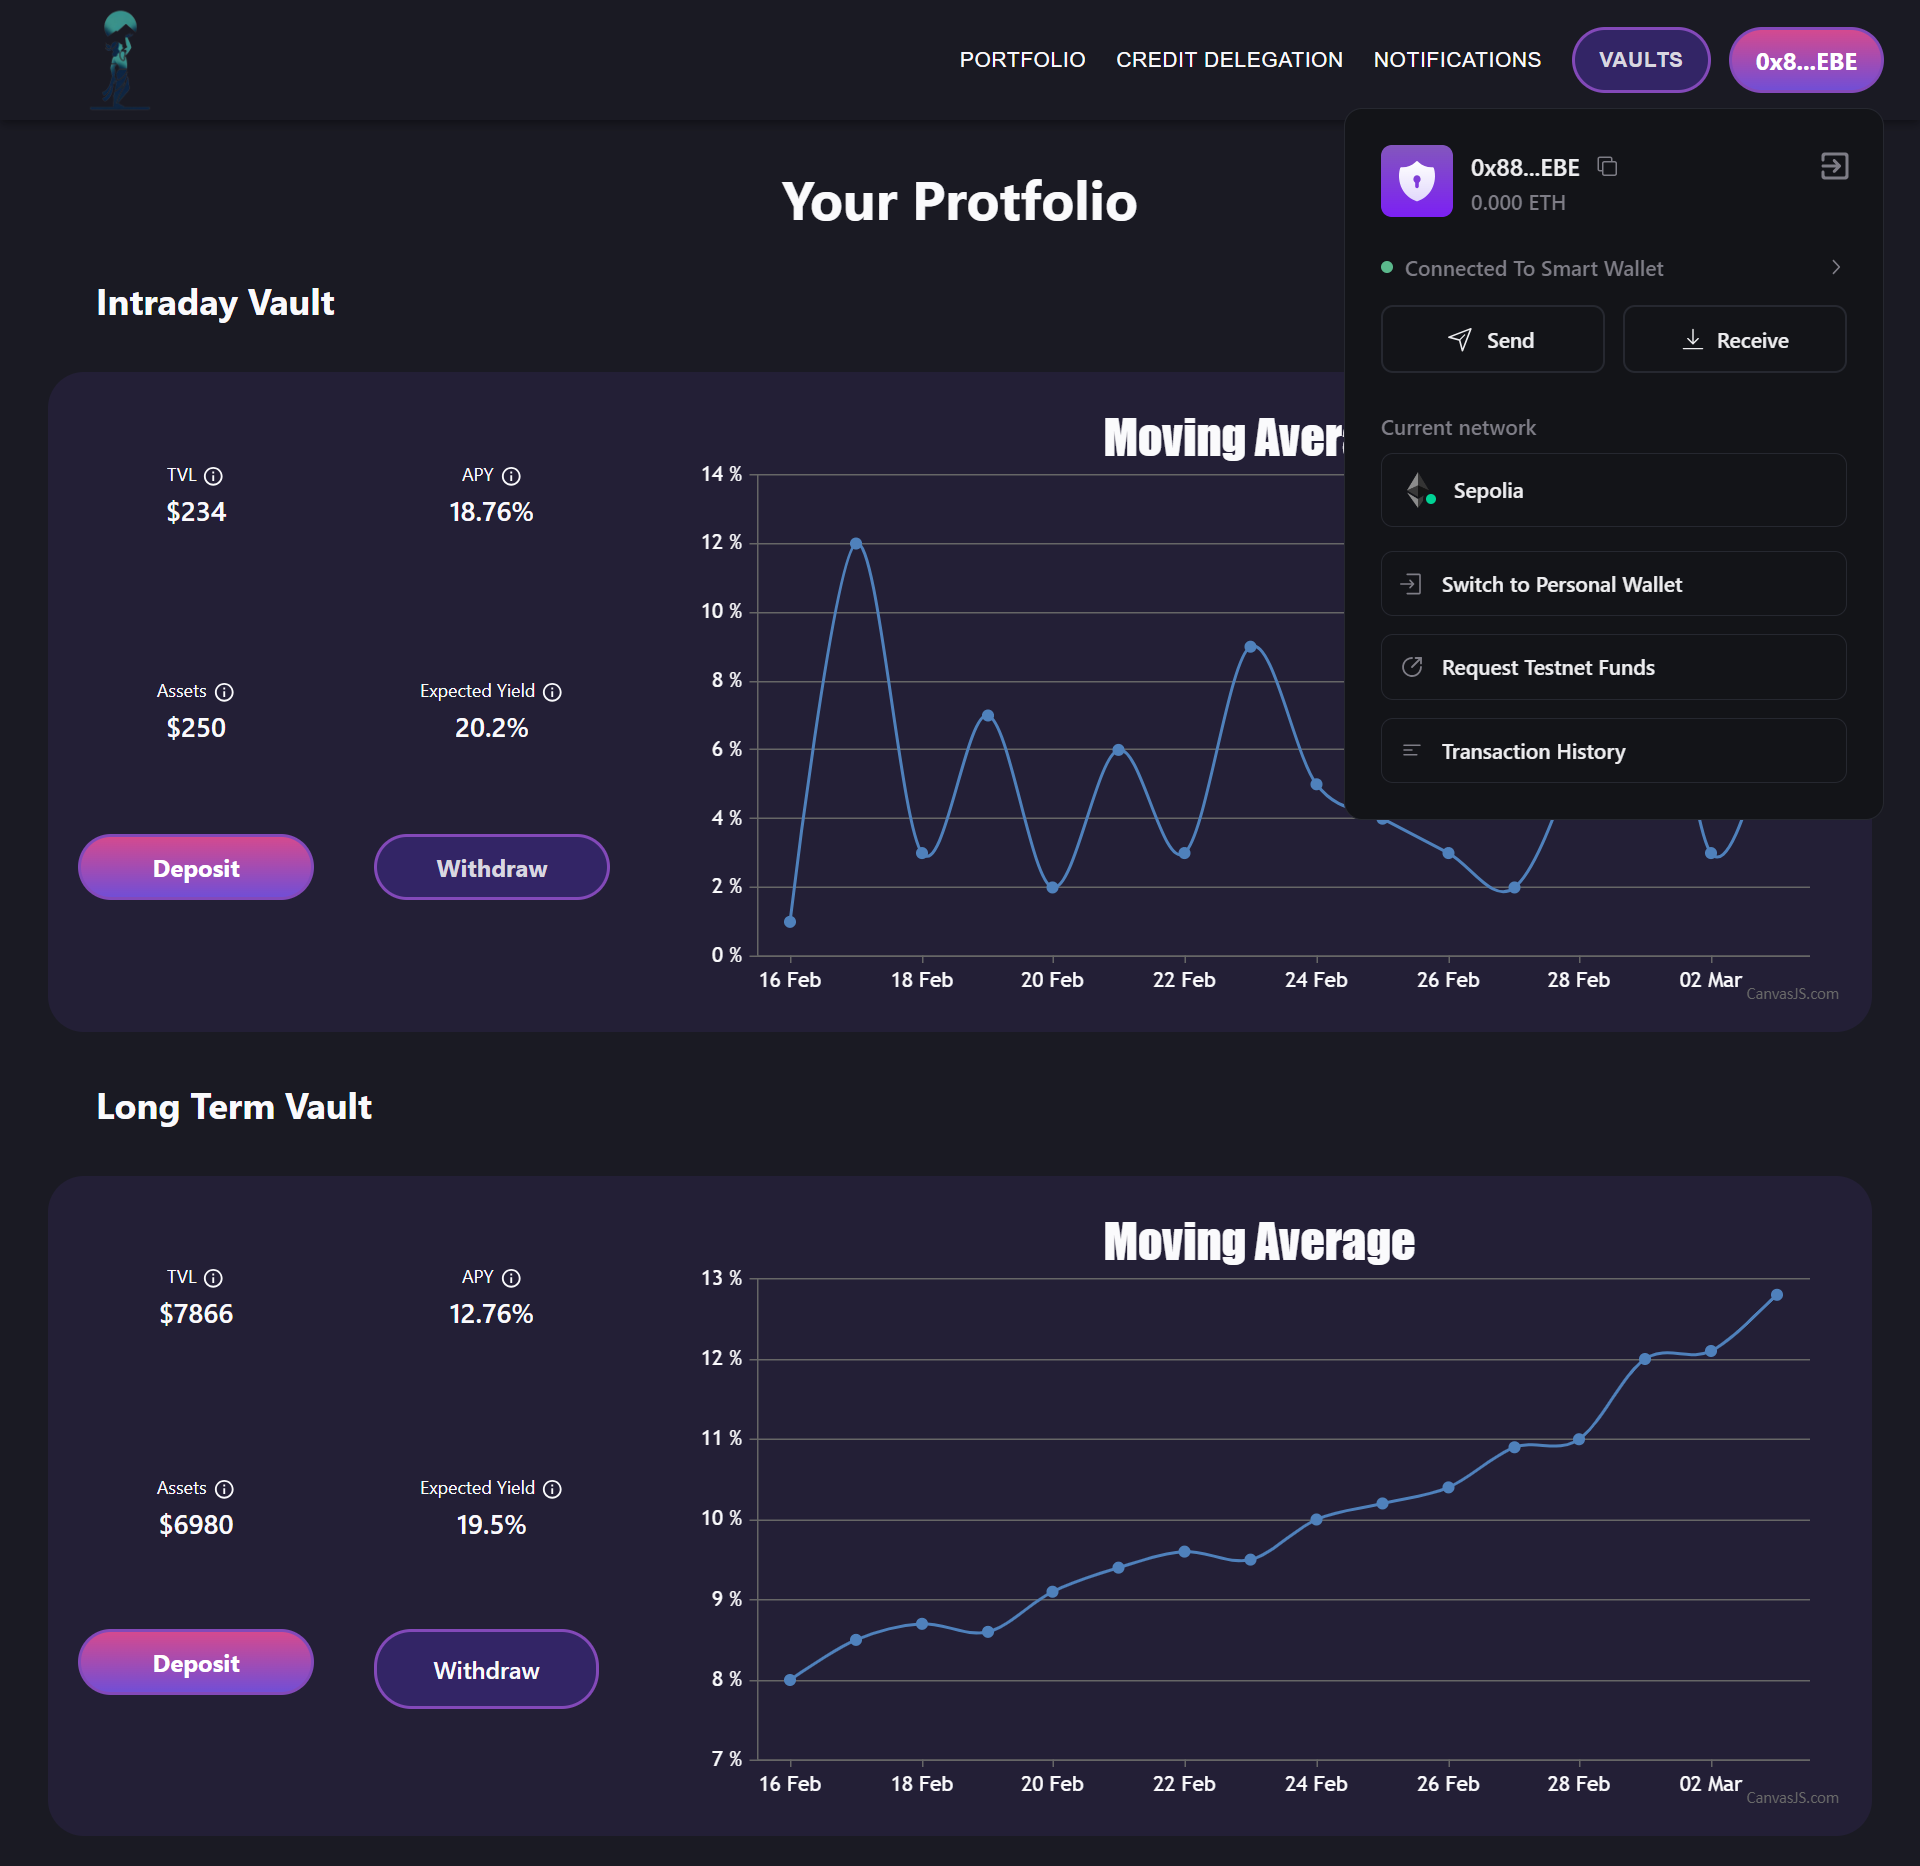 PORTFOLIO CREDIT DELEGATION NOTIFICATIONS VAULTS 0x8...EBE
0x88...EBE
0.000 ETH
Connected To Smart Wallet
Send Receive
Current network
Sepolia
Switch to Personal Wallet
Request Testnet Funds
Transaction History
Your Protfolio
Intraday Vault
TVL APY
$234 18.76%
Assets Expected Yield
$250 20.2%
Deposit Withdraw
Moving Aver
14 %
12 %
10 %
8 %
6 %
4 %
2 %
0 %
16 Feb 18 Feb 20 Feb 22 Feb 24 Feb 26 Feb 28 Feb 02 Mar
CanvasJS.com
Long Term Vault
TVL APY
$7866 12.76%
Assets Expected Yield
$6980 19.5%
Deposit Withdraw
Moving Average
13 %
12 %
11 %
10 %
9 %
8 %
7 %
16 Feb 18 Feb 20 Feb 22 Feb 24 Feb 26 Feb 28 Feb 02 Mar
CanvasJS.com